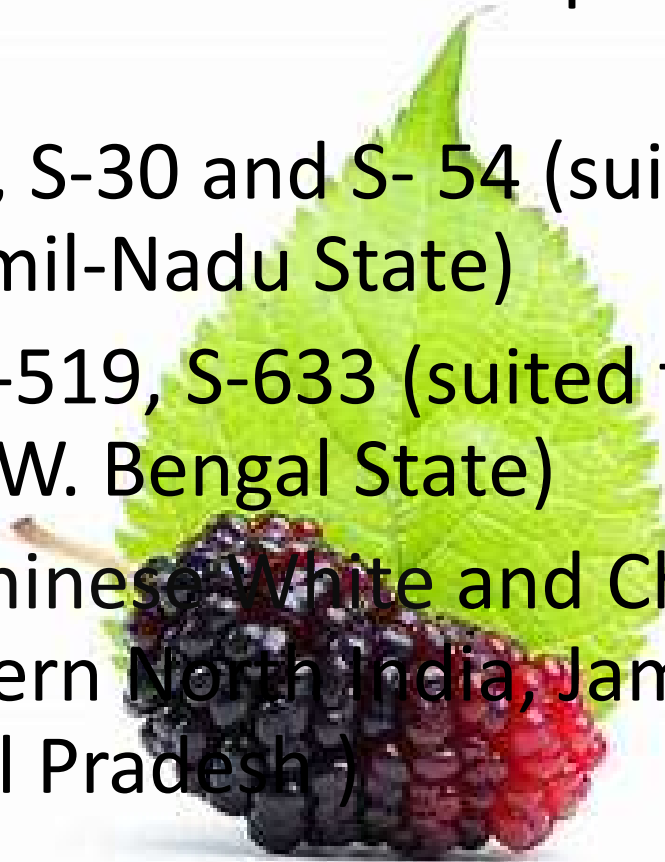 , S-30 and S- 54 (sui
mil-Nadu State)
-519, S-633 (suited
W. Bengal State)
hinese White and Ch
ern North India, Jam
l Pradesh )